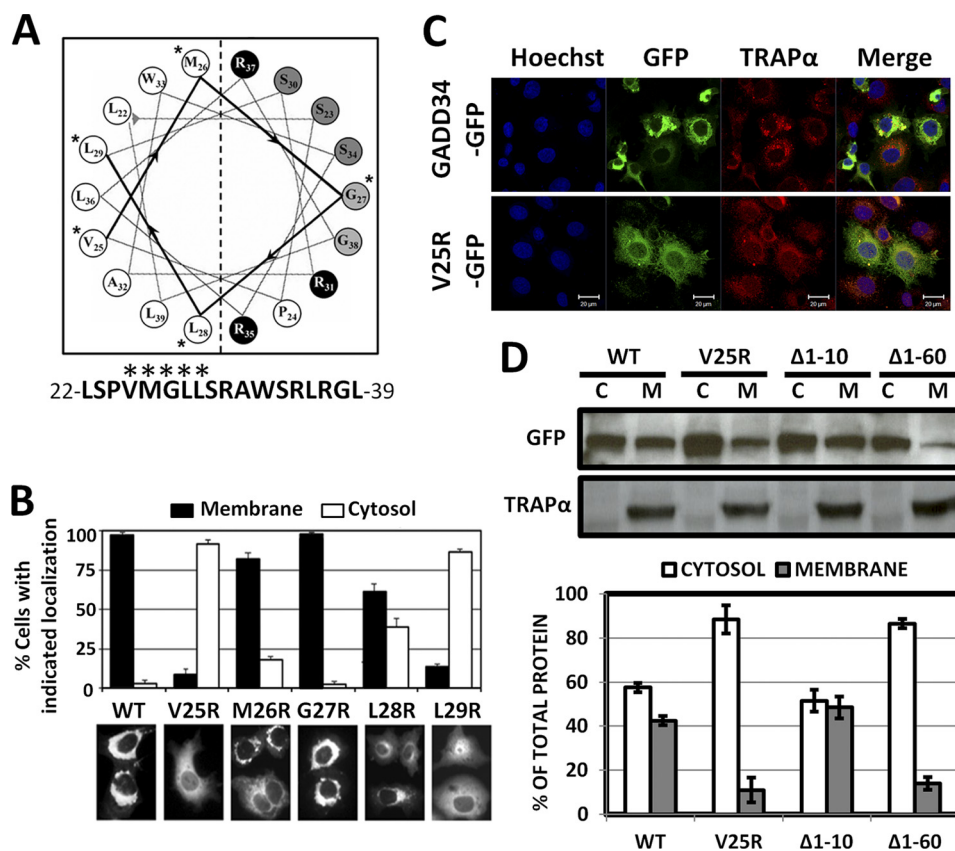 A
M26
R37
W33
S30
L22
S23
L29
S34
L36
G27
V25
G38
A32
R31
L39
P24
L28
R35
*
*
*
*
*
*****
22-LSPVMGLLSRAWSRLRGL-39
B
Membrane Cytosol
% Cells with
indicated localization
100
75
50
25
0
WT V25R M26R G27R L28R L29R
C
Hoechst GFP TRAPα Merge
GADD34
-GFP
V25R
-GFP
20 µm 20 µm 20 µm 20 µm
D
WT V25R Δ1-10 Δ1-60
C M C M C M C M
GFP
TRAPα
CYTOSOL MEMBRANE
% OF TOTAL PROTEIN
100
80
60
40
20
0
WT V25R Δ1-10 Δ1-60